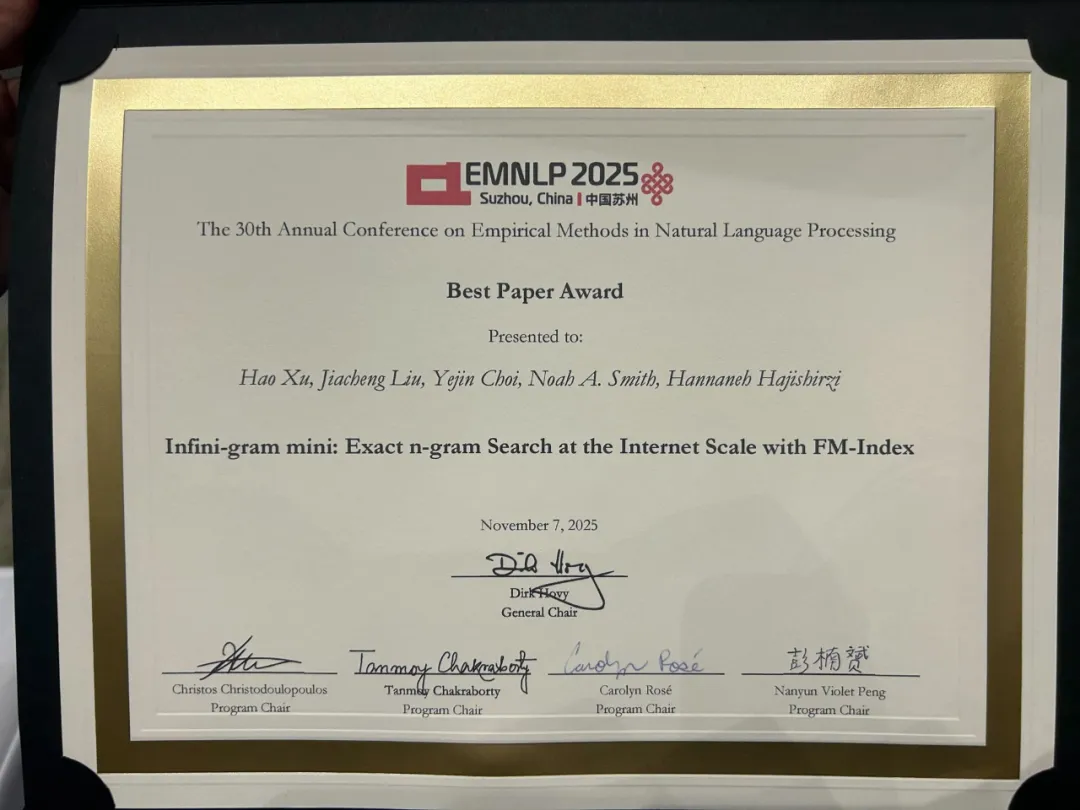 EMNLP 2025
Suzhou, China | 中国苏州
The 30th Annual Conference on Empirical Methods in Natural Language Processing
Best Paper Award
Presented to:
Hao Xu, Jiacheng Liu, Yejin Choi, Noah A. Smith, Hannaneh Hajishirzi
Infini-gram mini: Exact n-gram Search at the Internet Scale with FM-Index
November 7, 2025
Dirk Hovy
Dirk Hovy
General Chair
Tanmoy Chakraborty
Carolyn Rosé
彭楠赟
Christos Christodoulopoulos
Tanmoy Chakraborty
Carolyn Rosé
Nanyun Violet Peng
Program Chair
Program Chair
Program Chair
Program Chair